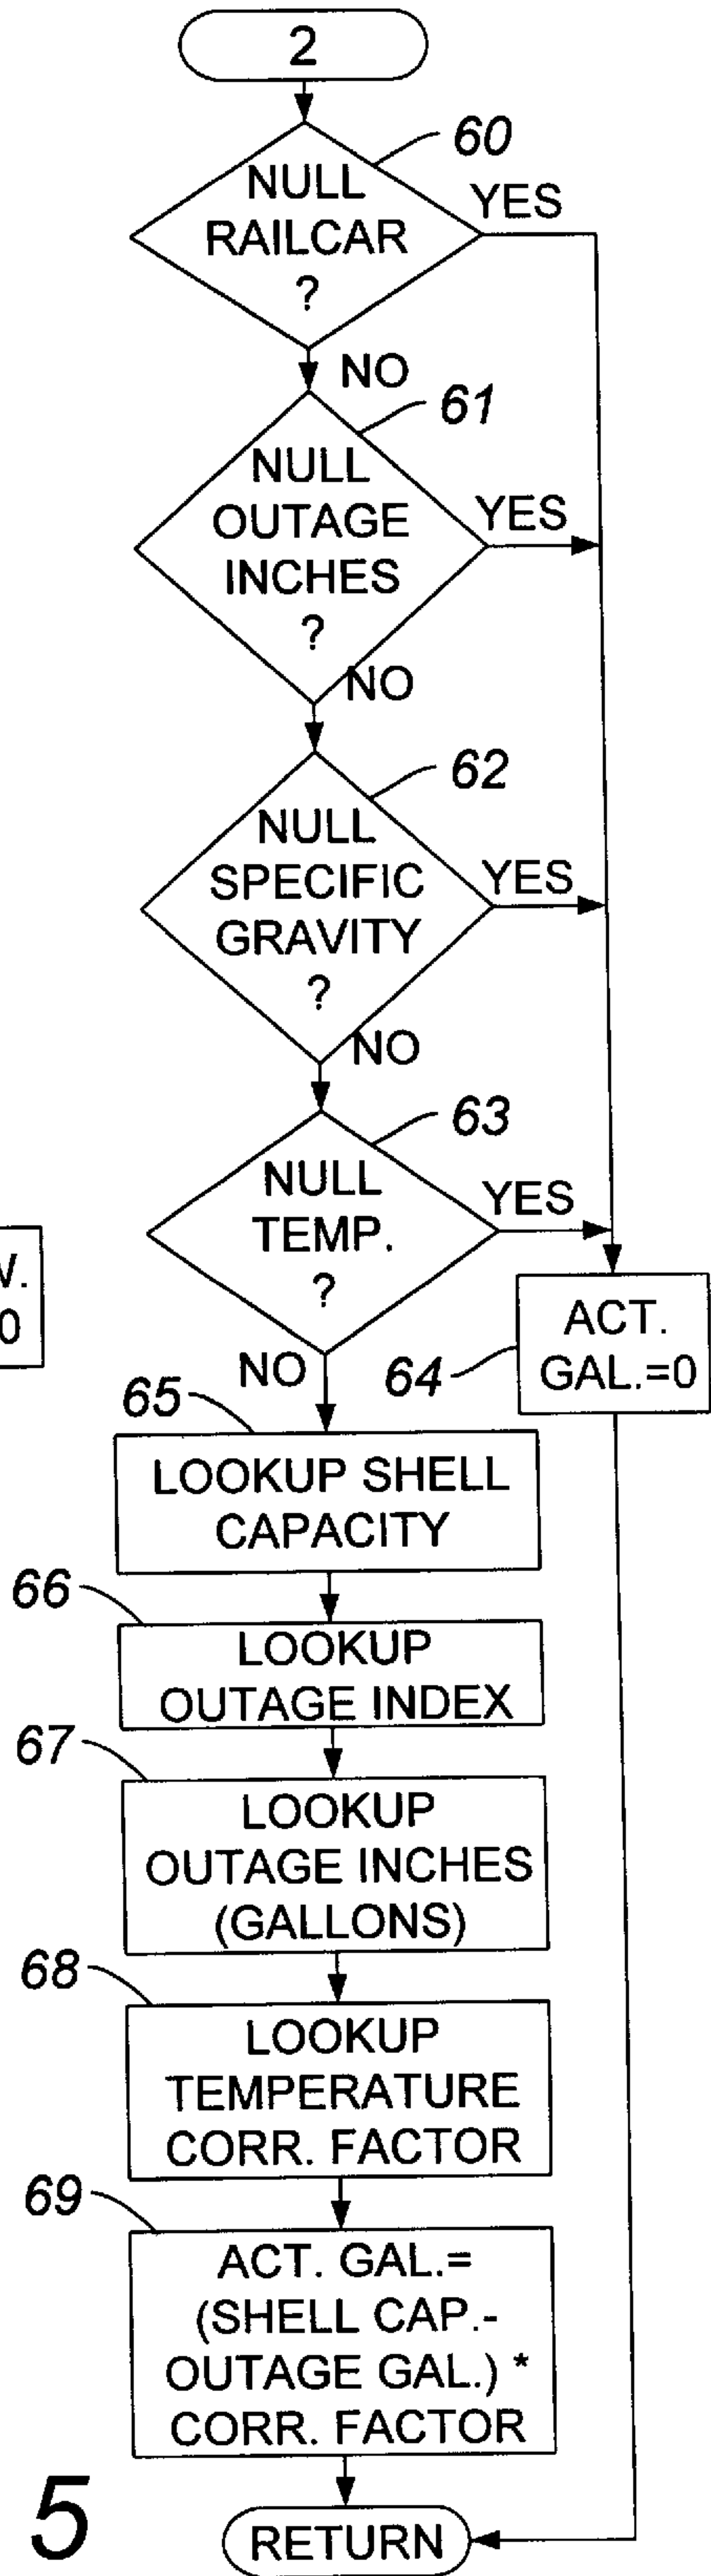 2
60
NULL
RAILCAR
?
YES
NO
61
NULL
OUTAGE
INCHES
?
YES
NO
62
NULL
SPECIFIC
GRAVITY
?
YES
NO
63
NULL
TEMP.
?
YES
V.
0
NO
64
ACT.
GAL.=0
65
LOOKUP SHELL
CAPACITY
66
LOOKUP
OUTAGE INDEX
67
LOOKUP
OUTAGE INCHES
(GALLONS)
68
LOOKUP
TEMPERATURE
CORR. FACTOR
69
ACT. GAL.=
(SHELL CAP.-
OUTAGE GAL.) *
CORR. FACTOR
5
RETURN